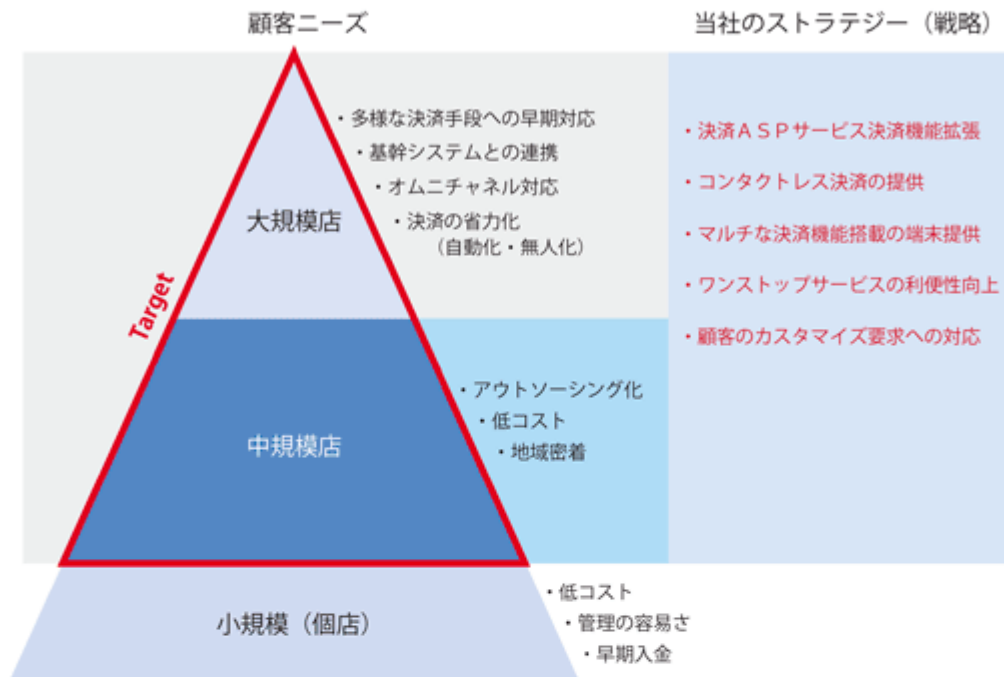 顧客ニーズ
当社のストラテジー（戦略）
・多様な決済手段への早期対応
・基幹システムとの連携
・オムニチャネル対応
・決済の省力化
（自動化・無人化）
大規模店
Target
・アウトソーシング化
・低コスト
・地域密着
中規模店
・低コスト
・管理の容易さ
・早期入金
小規模（個店）
・決済ＡＳＰサービス決済機能拡張
・コンタクトレス決済の提供
・マルチな決済機能搭載の端末提供
・ワンストップサービスの利便性向上
・顧客のカスタマイズ要求への対応